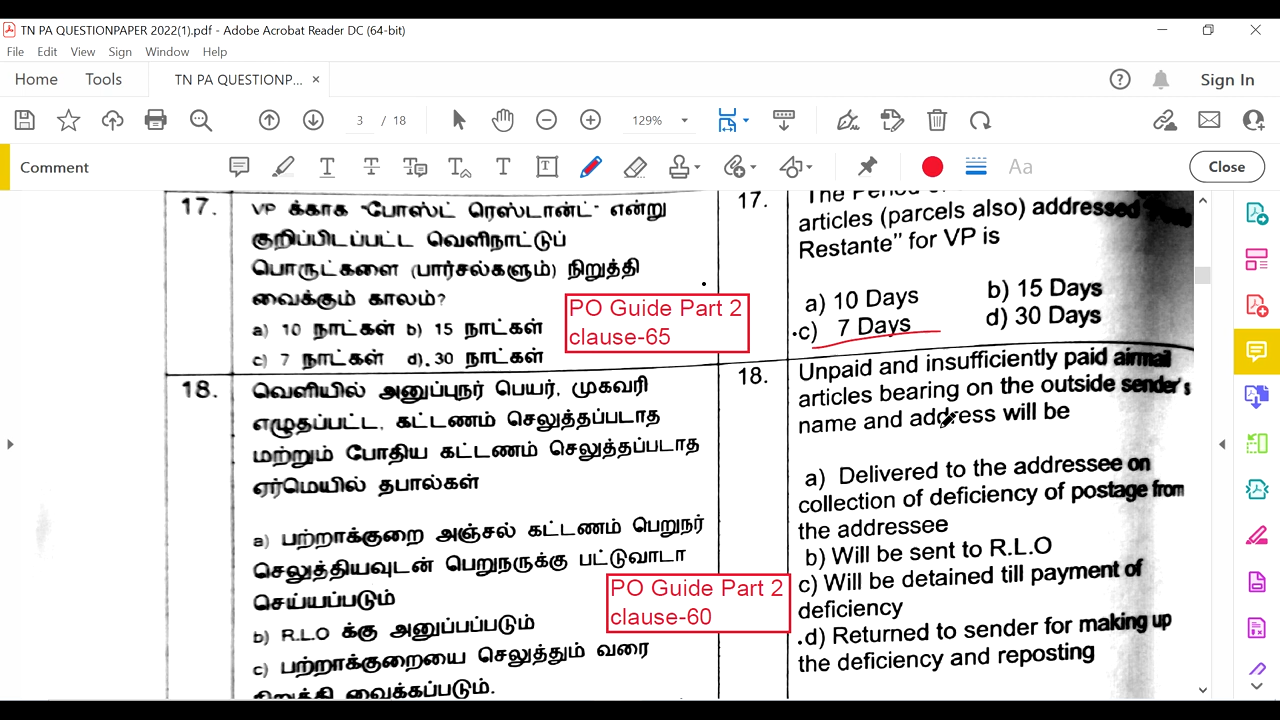 TN PA QUESTIONPAPER 2022(1).pdf - Adobe Acrobat Reader DC (64-bit)
File Edit View Sign Window Help
Home Tools TN PA QUESTIONP... × Sign In
3 / 18 129%
Comment Close
17.
VP க்காக "போஸ்ட் ரெஸ்டாண்ட்" என்று
குறிப்பிடப்பட்ட வெளிநாட்டுப்
பொருட்களை (பார்சல்களும்) நிறுத்தி
வைக்கும் காலம்?
a) 10 நாட்கள் b) 15 நாட்கள்
c) 7 நாட்கள் d). 30 நாட்கள்
PO Guide Part 2
clause-65
17.
The Period of
articles (parcels also) addressed
Restante" for VP is
a) 10 Days b) 15 Days
c) 7 Days d) 30 Days
18.
வெளியில் அனுப்புநர் பெயர், முகவரி
எழுதப்பட்ட, கட்டணம் செலுத்தப்படாத
மற்றும் போதிய கட்டணம் செலுத்தப்படாத
ஏர்மெயில் தபால்கள்
a) பற்றாக்குறை அஞ்சல் கட்டணம் பெறுநர்
செலுத்தியவுடன் பெறுநருக்கு பட்டுவாடா
செய்யப்படும்
b) R.L.O க்கு அனுப்பப்படும்
c) பற்றாக்குறையை செலுத்தும் வரை
நிறுத்தி வைக்கப்படும்.
PO Guide Part 2
clause-60
18.
Unpaid and insufficiently paid airmail
articles bearing on the outside sender's
name and address will be
a) Delivered to the addressee on
collection of deficiency of postage from
the addressee
b) Will be sent to R.L.O
c) Will be detained till payment of
deficiency
d) Returned to sender for making up
the deficiency and reposting